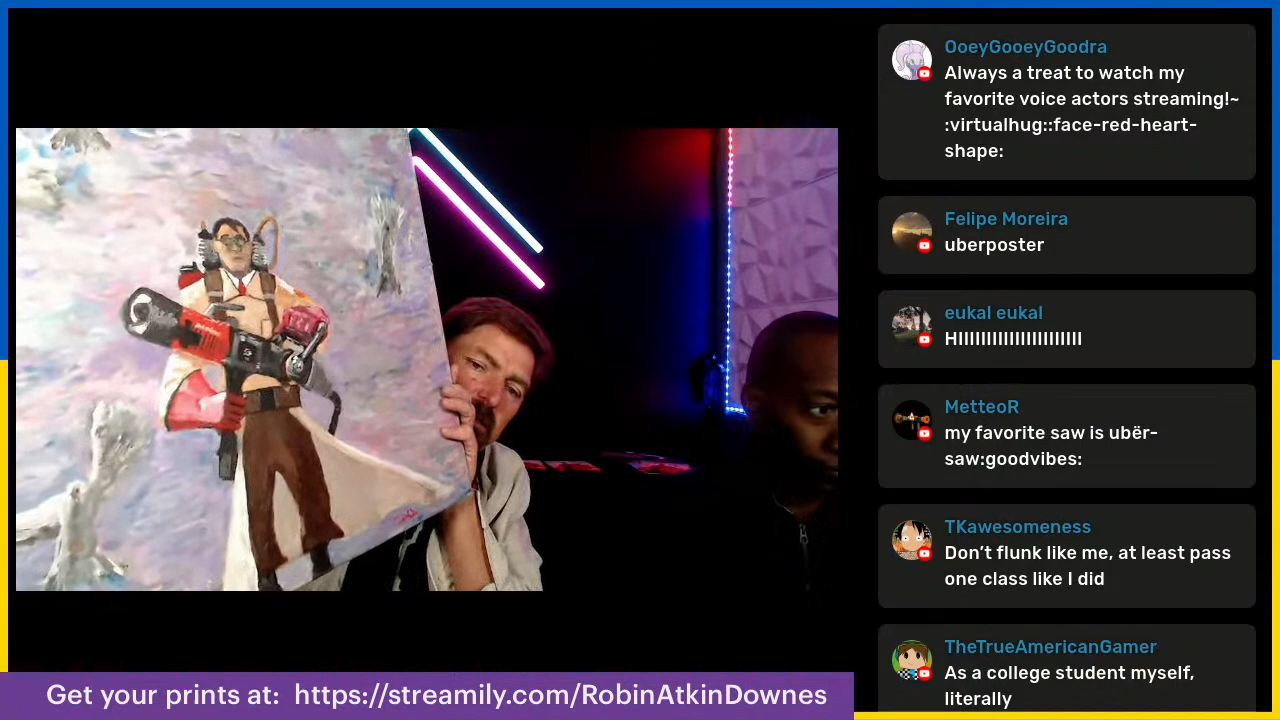 OoeyGooeyGoodra
Always a treat to watch my
favorite voice actors streaming!~
:virtualhug::face-red-heart-
shape:
Felipe Moreira
uberposter
eukal eukal
HIIIIIIIIIIIIIIIIIIIIII
MetteoR
my favorite saw is ubër-
saw:goodvibes:
TKawesomeness
Don't flunk like me, at least pass
one class like I did
TheTrueAmericanGamer
As a college student myself,
literally
Get your prints at: https://streamily.com/RobinAtkinDownes